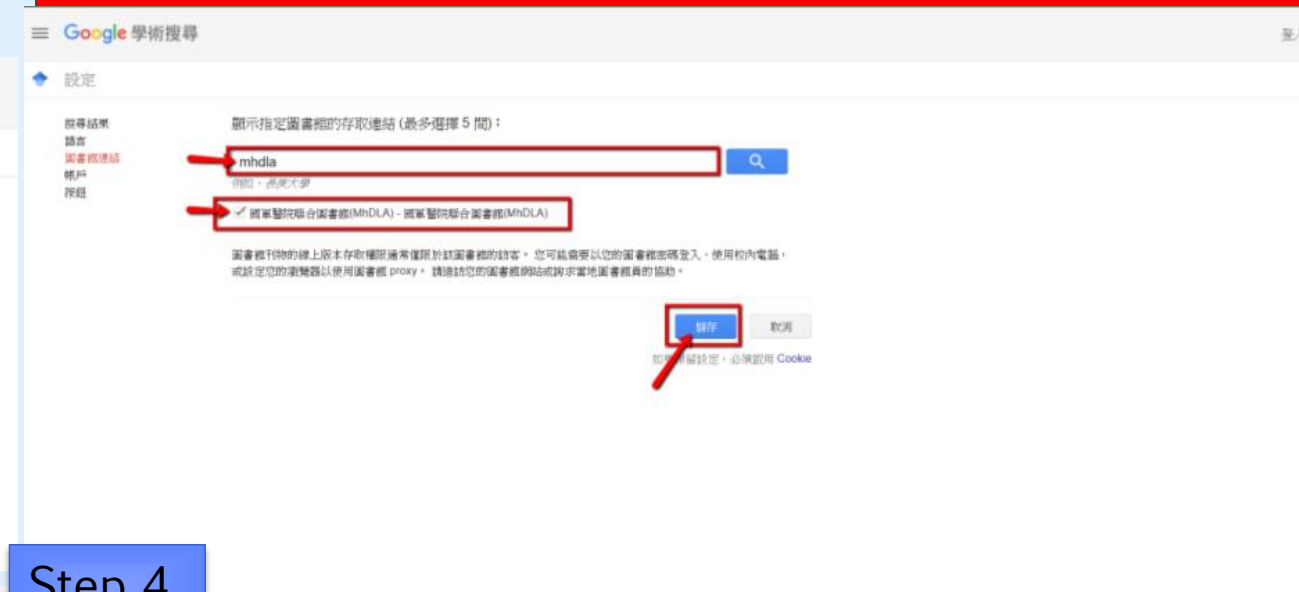 Google 學術搜尋
登入
設定
搜尋結果
語言
圖書館連結
帳戶
按鈕
顯示指定圖書館的存取連結 (最多選擇 5 間)：
mhdla
例如，長庚大學
國軍醫院聯合圖書館(MhDLA) - 國軍醫院聯合圖書館(MhDLA)
圖書館刊物的線上版本存取權限通常僅限於該圖書館的訪客。 您可能需要以您的圖書館密碼登入、使用校內電腦，
或設定您的瀏覽器以使用圖書館 proxy。 請造訪您的圖書館網站或詢求當地圖書館員的協助。
儲存
取消
留設定，必須啟用 Cookie
Step 4